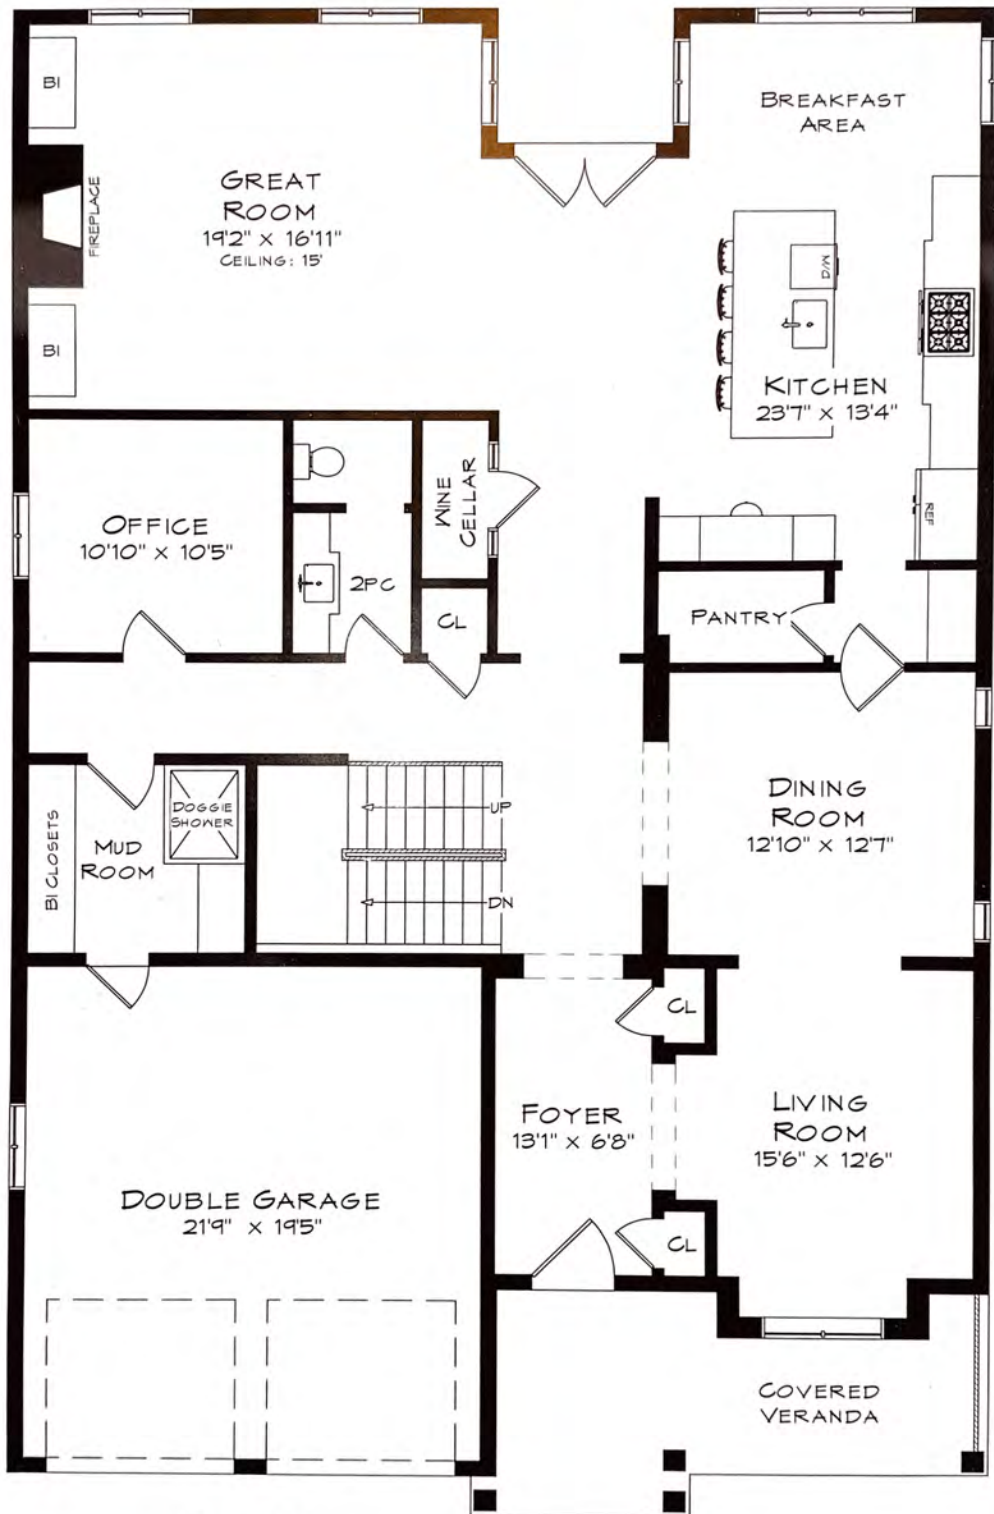 BI
FIREPLACE
BI
GREAT
ROOM
19'2" X 16'11"
CEILING: 15'
BREAKFAST
AREA
D/W
KITCHEN
23'7" X 13'4"
REF
OFFICE
10'10" X 10'5"
2PC
WINE
CELLAR
CL
PANTRY
BI CLOSETS
MUD
ROOM
DOGGIE
SHOWER
UP
DN
DINING
ROOM
12'10" X 12'7"
CL
FOYER
13'1" X 6'8"
LIVING
ROOM
15'6" X 12'6"
CL
DOUBLE GARAGE
21'9" X 19'5"
COVERED
VERANDA